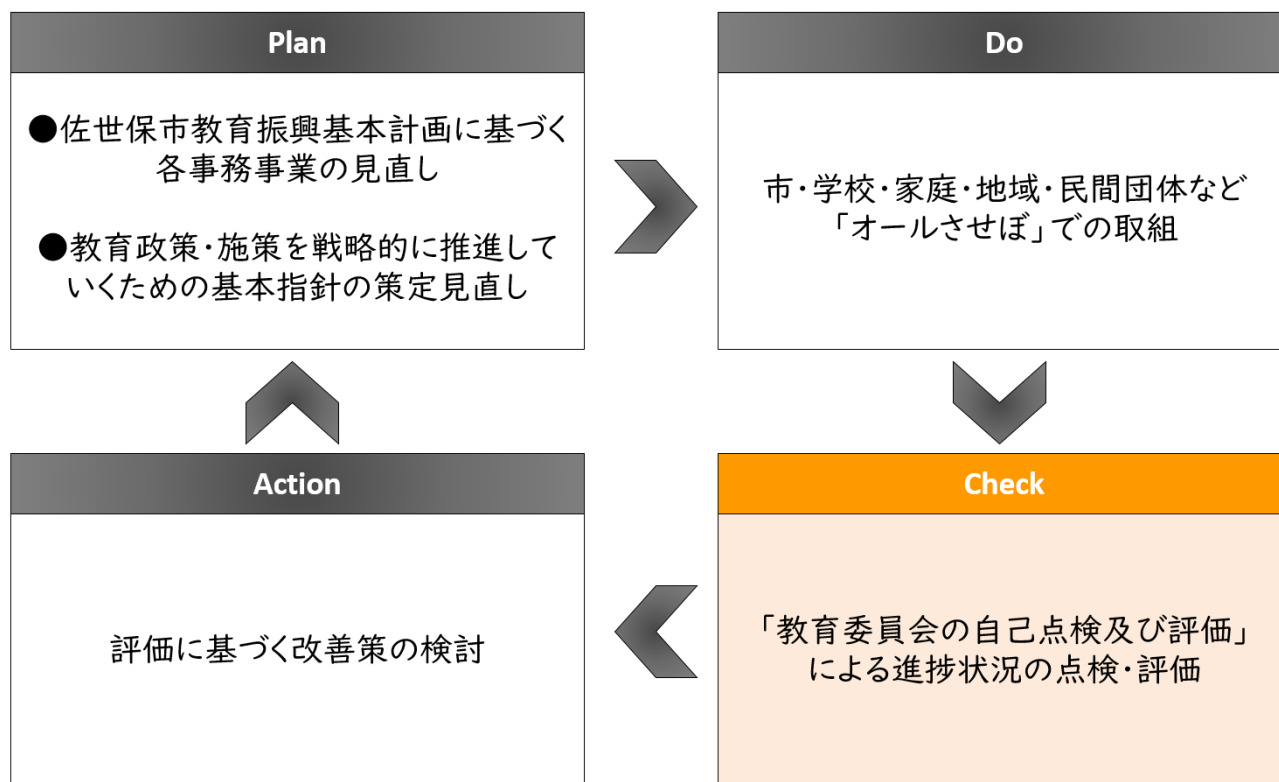 Plan
●佐世保市教育振興基本計画に基づく
各事務事業の見直し
●教育政策・施策を戦略的に推進して
いくための基本指針の策定見直し
Do
市・学校・家庭・地域・民間団体など
「オールさせぼ」での取組
Check
「教育委員会の自己点検及び評価」
による進捗状況の点検・評価
Action
評価に基づく改善策の検討